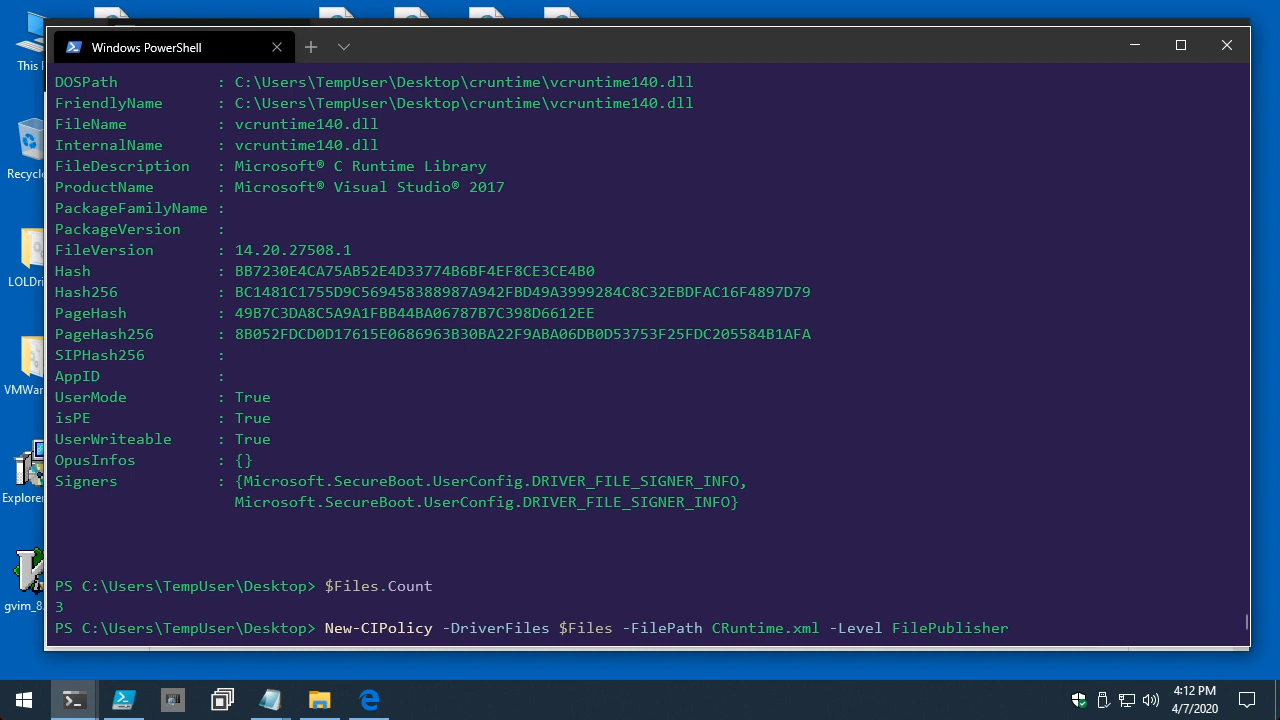 Windows PowerShell
This
DOSPath : C:\Users\TempUser\Desktop\cruntime\vcruntime140.dll
FriendlyName : C:\Users\TempUser\Desktop\cruntime\vcruntime140.dll
FileName : vcruntime140.dll
InternalName : vcruntime140.dll
FileDescription : Microsoft® C Runtime Library
ProductName : Microsoft® Visual Studio® 2017
PackageFamilyName :
PackageVersion :
FileVersion : 14.20.27508.1
Hash : BB7230E4CA75AB52E4D33774B6BF4EF8CE3CE4B0
Hash256 : BC1481C1755D9C569458388987A942FBD49A3999284C8C32EBDFAC16F4897D79
PageHash : 49B7C3DA8C5A9A1FBB44BA06787B7C398D6612EE
PageHash256 : 8B052FDCD0D17615E0686963B30BA22F9ABA06DB0D53753F25FDC205584B1AFA
SIPHash256 :
AppID :
UserMode : True
isPE : True
UserWriteable : True
OpusInfos : {}
Signers : {Microsoft.SecureBoot.UserConfig.DRIVER_FILE_SIGNER_INFO,
Microsoft.SecureBoot.UserConfig.DRIVER_FILE_SIGNER_INFO}
PS C:\Users\TempUser\Desktop> $Files.Count
3
PS C:\Users\TempUser\Desktop> New-CIPolicy -DriverFiles $Files -FilePath CRuntime.xml -Level FilePublisher
Recycle
LOLDri
VMWar
Explorer
gvim_8.
4:12 PM
4/7/2020